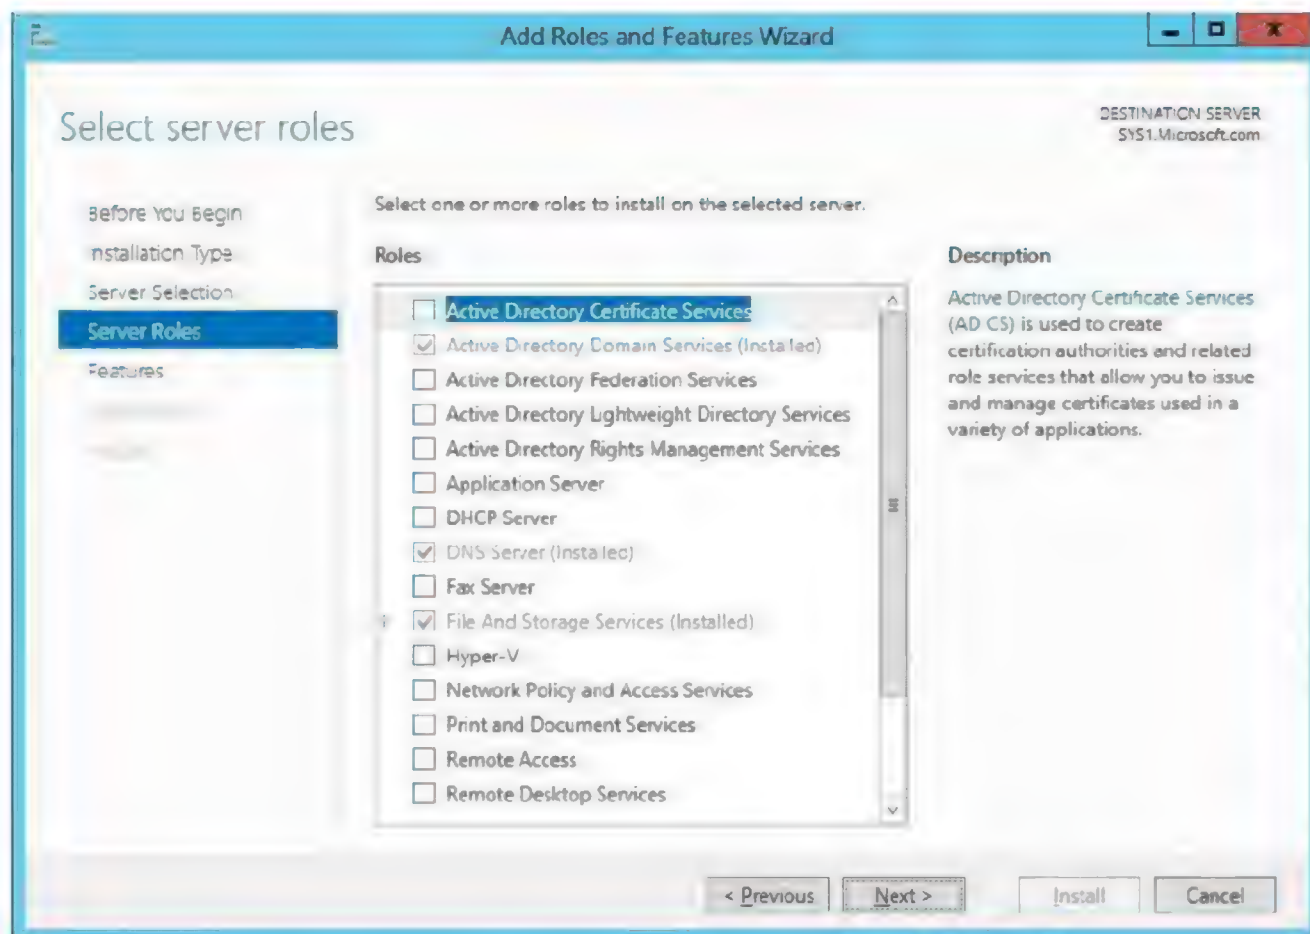 Add Roles and Features Wizard
Select server roles
DESTINATION SERVER
SYS1.Microsoft.com
Before You Begin
Installation Type
Server Selection
Server Roles
Features
Select one or more roles to install on the selected server.
Roles
Active Directory Certificate Services
Active Directory Domain Services (Installed)
Active Directory Federation Services
Active Directory Lightweight Directory Services
Active Directory Rights Management Services
Application Server
DHCP Server
DNS Server (Installed)
Fax Server
File And Storage Services (Installed)
Hyper-V
Network Policy and Access Services
Print and Document Services
Remote Access
Remote Desktop Services
Description
Active Directory Certificate Services
(AD CS) is used to create
certification authorities and related
role services that allow you to issue
and manage certificates used in a
variety of applications.
< Previous
Next >
Install
Cancel